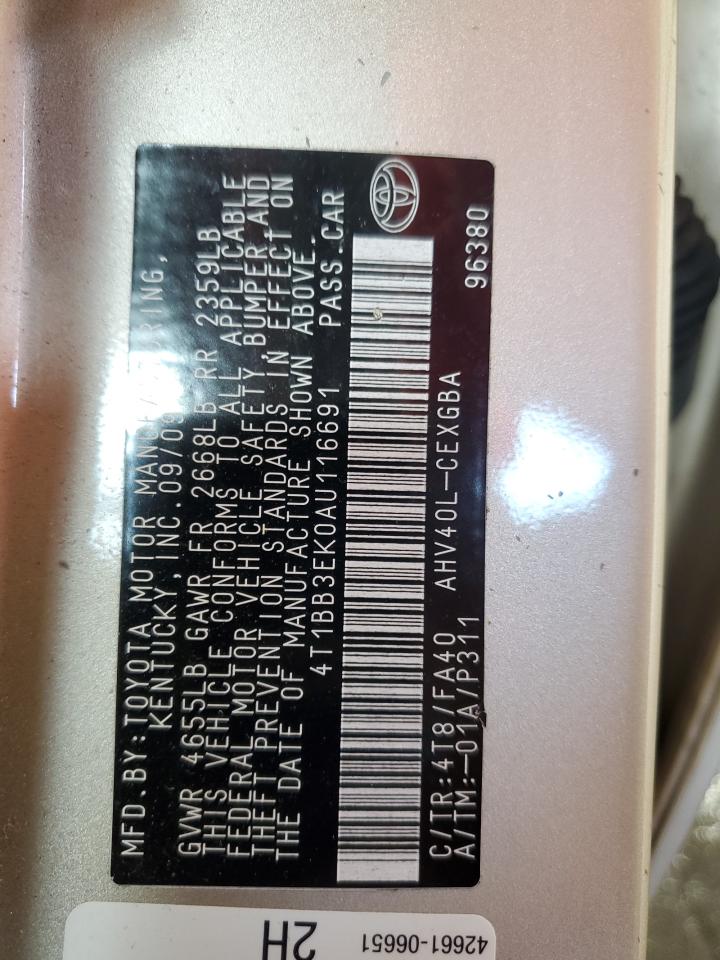 MFD.BY:TOYOTA MOTOR MANUFACTURING,
KENTUCKY, INC. 09/09
GVWR 4655LB GAWR FR 2668LB RR 2359LB
THIS VEHICLE CONFORMS TO ALL APPLICABLE
FEDERAL MOTOR VEHICLE SAFETY, BUMPER, AND
THEFT PREVENTION STANDARDS IN EFFECT ON
THE DATE OF MANUFACTURE SHOWN ABOVE.
4T1BB3EK0AU116691 PASS.CAR
C/TR:4T8/FA40 AHV40L-CEXGBA
A/TM:-01A/P311 96380
2H
42661-06651